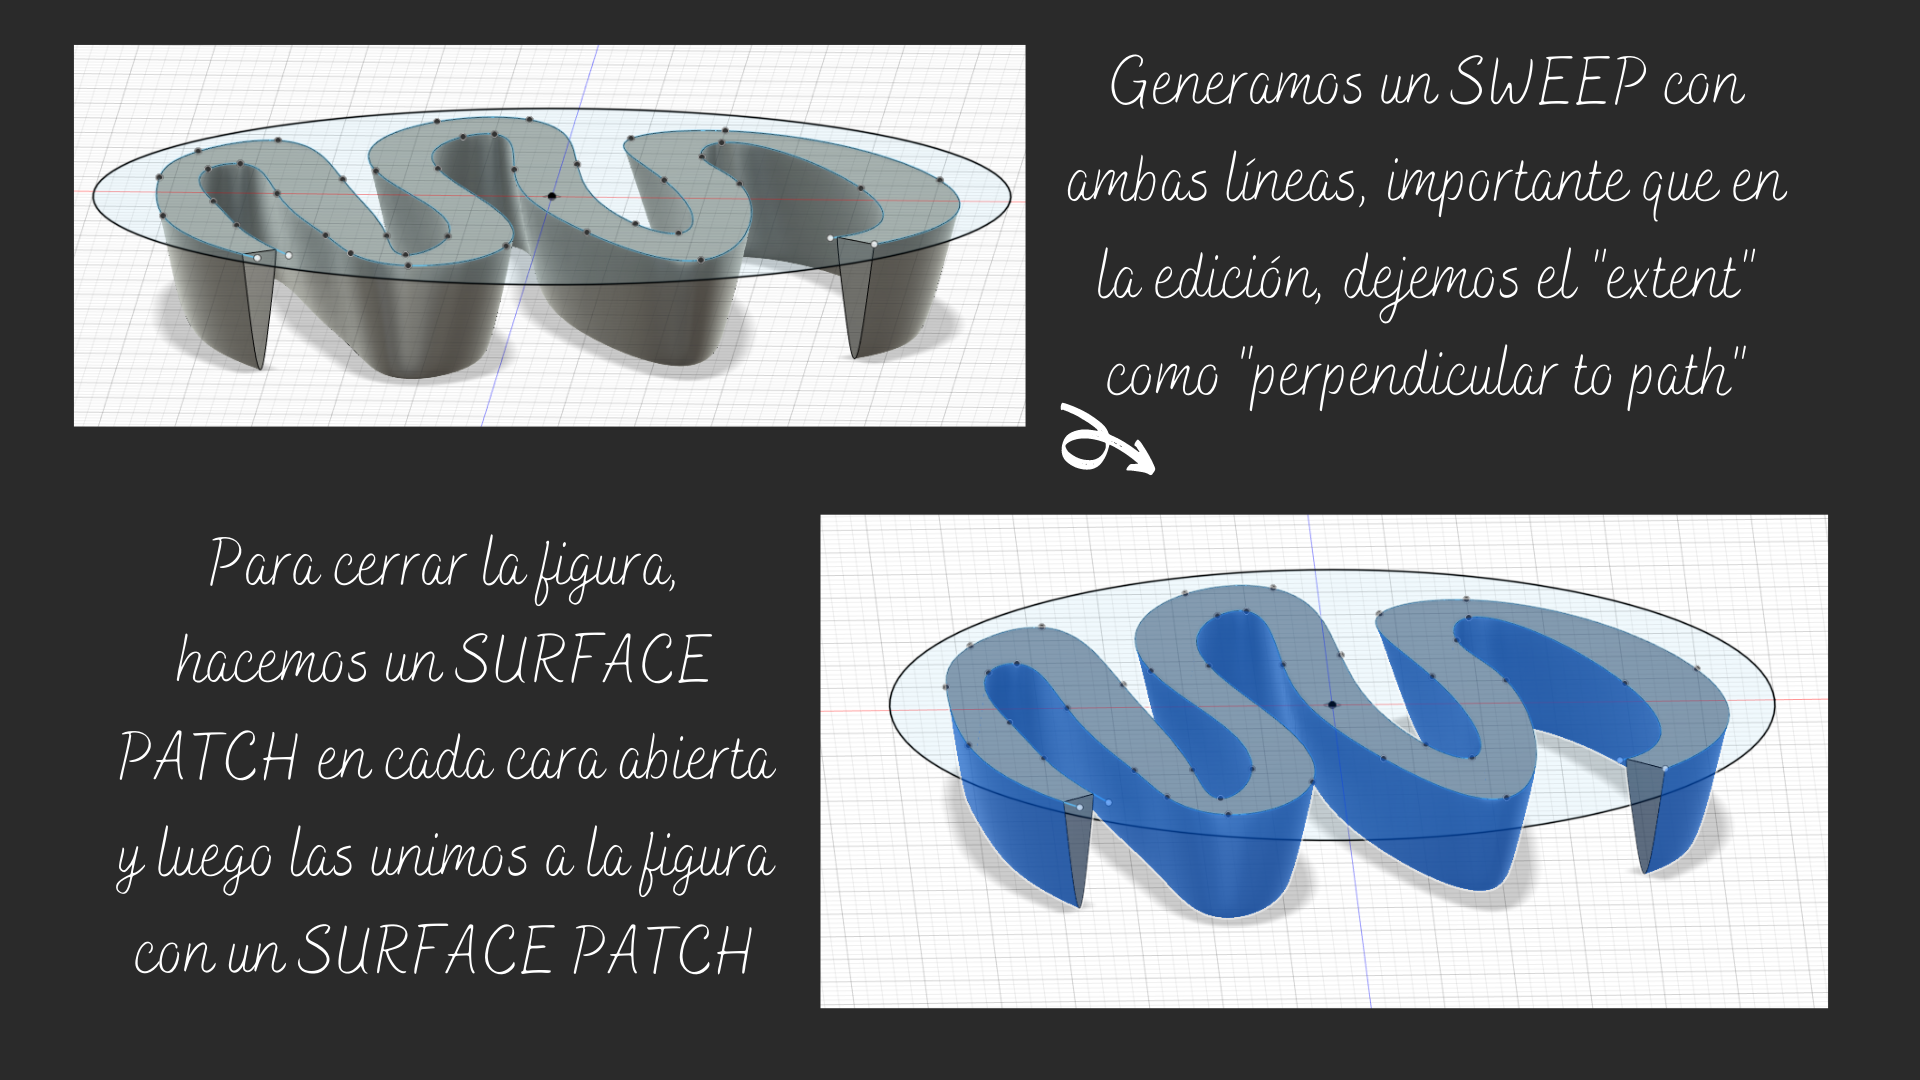 Generamos un SWEEP con
ambas líneas, importante que en
la edición, dejemos el "extent"
como "perpendicular to path"
Para cerrar la figura,
hacemos un SURFACE
PATCH en cada cara abierta
y luego las unimos a la figura
con un SURFACE PATCH